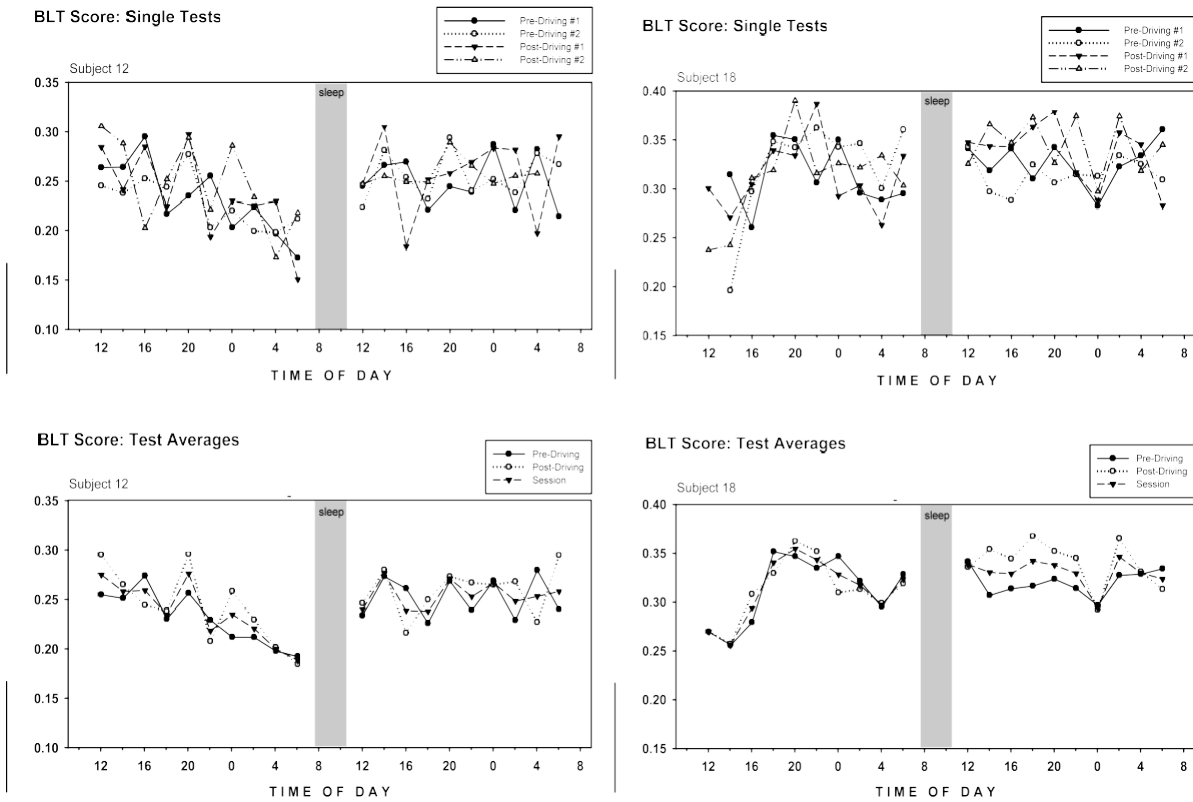 BLT Score: Single Tests
Pre-Driving #1
Pre-Driving #2
Post-Driving #1
Post-Driving #2
Subject 12
sleep
0.35
0.30
0.25
0.20
0.15
0.10
12 16 20 0 4 8 12 16 20 0 4 8
TIME OF DAY
BLT Score: Single Tests
Pre-Driving #1
Pre-Driving #2
Post-Driving #1
Post-Driving #2
Subject 18
sleep
0.40
0.35
0.30
0.25
0.20
0.15
12 16 20 0 4 8 12 16 20 0 4 8
TIME OF DAY
BLT Score: Test Averages
Pre-Driving
Post-Driving
Session
Subject 12
sleep
0.35
0.30
0.25
0.20
0.15
0.10
12 16 20 0 4 8 12 16 20 0 4 8
TIME OF DAY
BLT Score: Test Averages
Pre-Driving
Post-Driving
Session
Subject 18
sleep
0.40
0.35
0.30
0.25
0.20
0.15
12 16 20 0 4 8 12 16 20 0 4 8
TIME OF DAY